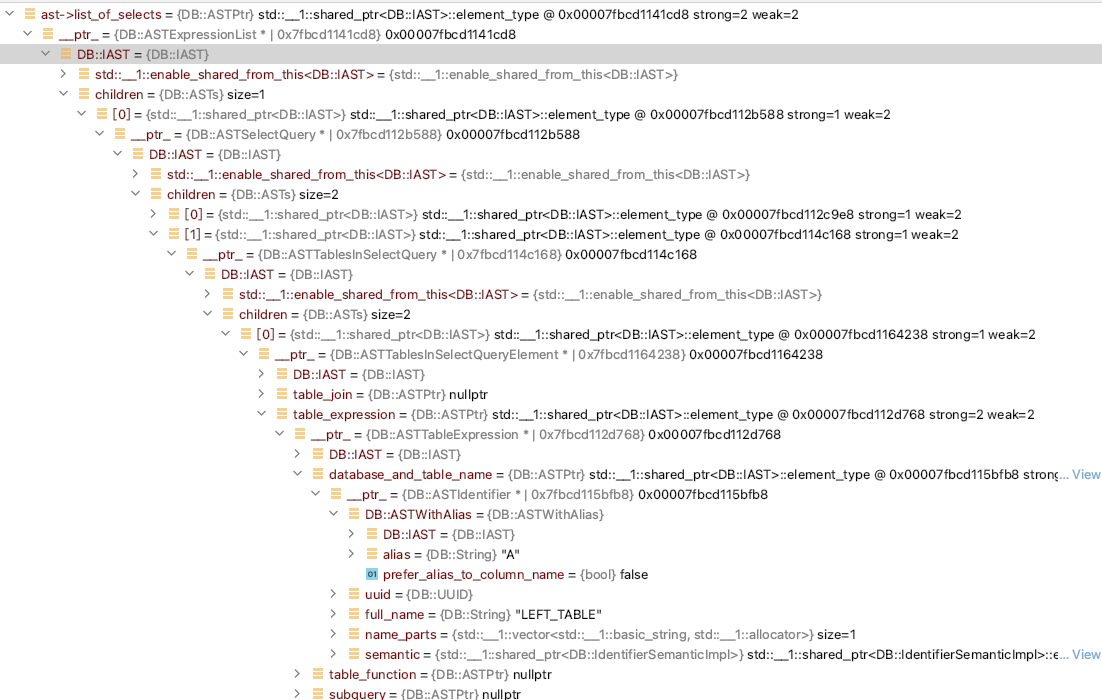 ast->list_of_selects = {DB::ASTPtr} std::__1::shared_ptr<DB::IAST>::element_type @ 0x00007fbcd1141cd8 strong=2 weak=2
__ptr_ = {DB::ASTExpressionList * | 0x7fbcd1141cd8} 0x00007fbcd1141cd8
DB::IAST = {DB::IAST}
std::__1::enable_shared_from_this<DB::IAST> = {std::__1::enable_shared_from_this<DB::IAST>}
children = {DB::ASTs} size=1
[0] = {std::__1::shared_ptr<DB::IAST>} std::__1::shared_ptr<DB::IAST>::element_type @ 0x00007fbcd112b588 strong=1 weak=2
__ptr_ = {DB::ASTSelectQuery * | 0x7fbcd112b588} 0x00007fbcd112b588
DB::IAST = {DB::IAST}
std::__1::enable_shared_from_this<DB::IAST> = {std::__1::enable_shared_from_this<DB::IAST>}
children = {DB::ASTs} size=2
[0] = {std::__1::shared_ptr<DB::IAST>} std::__1::shared_ptr<DB::IAST>::element_type @ 0x00007fbcd112c9e8 strong=1 weak=2
[1] = {std::__1::shared_ptr<DB::IAST>} std::__1::shared_ptr<DB::IAST>::element_type @ 0x00007fbcd114c168 strong=1 weak=2
__ptr_ = {DB::ASTTablesInSelectQuery * | 0x7fbcd114c168} 0x00007fbcd114c168
DB::IAST = {DB::IAST}
std::__1::enable_shared_from_this<DB::IAST> = {std::__1::enable_shared_from_this<DB::IAST>}
children = {DB::ASTs} size=2
[0] = {std::__1::shared_ptr<DB::IAST>} std::__1::shared_ptr<DB::IAST>::element_type @ 0x00007fbcd1164238 strong=1 weak=2
__ptr_ = {DB::ASTTablesInSelectQueryElement * | 0x7fbcd1164238} 0x00007fbcd1164238
DB::IAST = {DB::IAST}
table_join = {DB::ASTPtr} nullptr
table_expression = {DB::ASTPtr} std::__1::shared_ptr<DB::IAST>::element_type @ 0x00007fbcd112d768 strong=2 weak=2
__ptr_ = {DB::ASTTableExpression * | 0x7fbcd112d768} 0x00007fbcd112d768
DB::IAST = {DB::IAST}
database_and_table_name = {DB::ASTPtr} std::__1::shared_ptr<DB::IAST>::element_type @ 0x00007fbcd115bfb8 strong... View
__ptr_ = {DB::ASTIdentifier * | 0x7fbcd115bfb8} 0x00007fbcd115bfb8
DB::ASTWithAlias = {DB::ASTWithAlias}
DB::IAST = {DB::IAST}
alias = {DB::String} "A"
01 prefer_alias_to_column_name = {bool} false
uuid = {DB::UUID}
full_name = {DB::String} "LEFT_TABLE"
name_parts = {std::__1::vector<std::__1::basic_string, std::__1::allocator>} size=1
semantic = {std::__1::shared_ptr<DB::IdentifierSemanticImpl>} std::__1::shared_ptr<DB::IdentifierSemanticImpl>::e... View
table_function = {DB::ASTPtr} nullptr
subquery = {DB::ASTPtr} nullptr